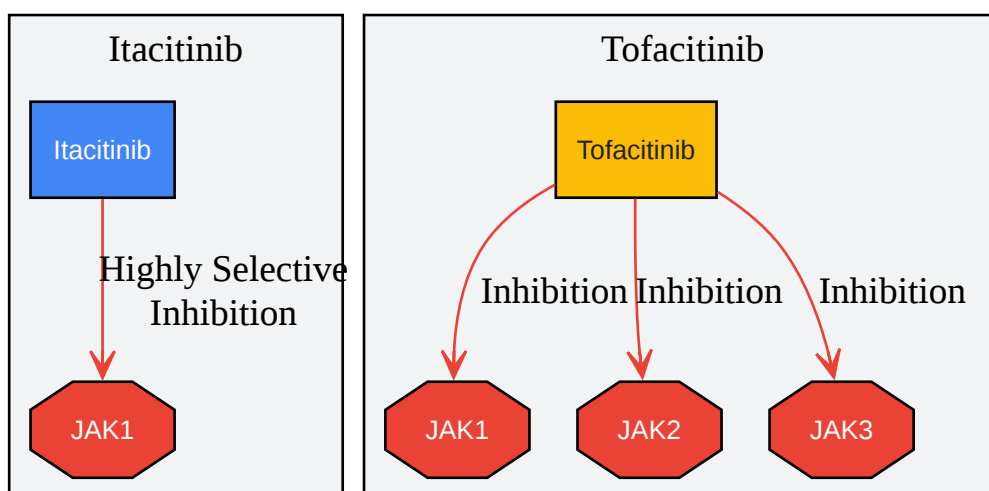 Itacitinib
Itacitinib
Highly Selective
Inhibition
JAK1
Tofacitinib
Tofacitinib
Inhibition
Inhibition
Inhibition
JAK1
JAK2
JAK3